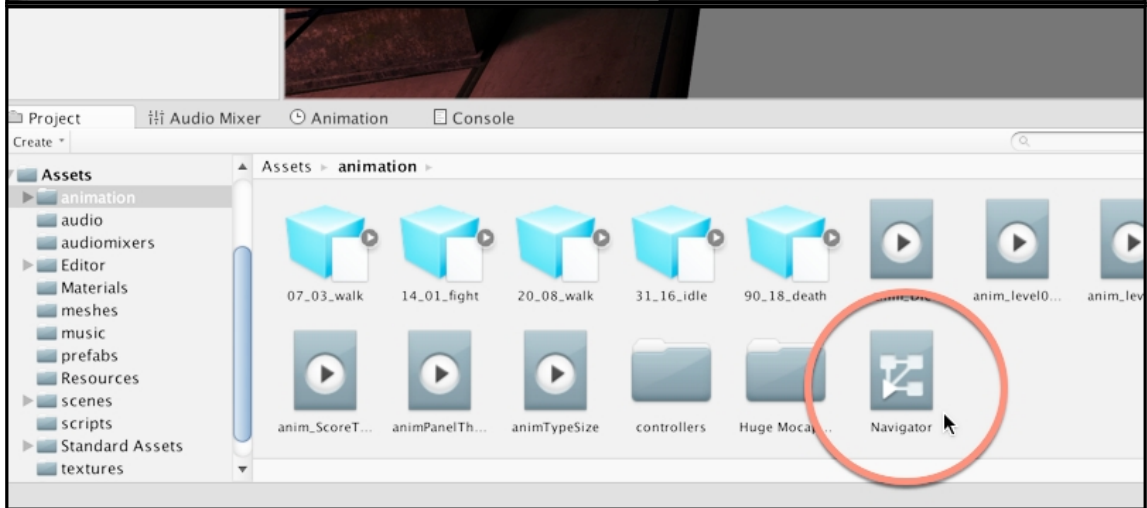 Project Audio Mixer Animation Console
Create
Assets
Assets animation
animation
audio
audiomixers
Editor
Materials
meshes
music
prefabs
Resources
scenes
scripts
Standard Assets
textures
07_03_walk 14_01_fight 20_08_walk 31_16_idle 90_18_death anim_level0... anim_lev
anim_ScoreT... animPanelTh... animTypeSize controllers Huge Mocap... Navigator